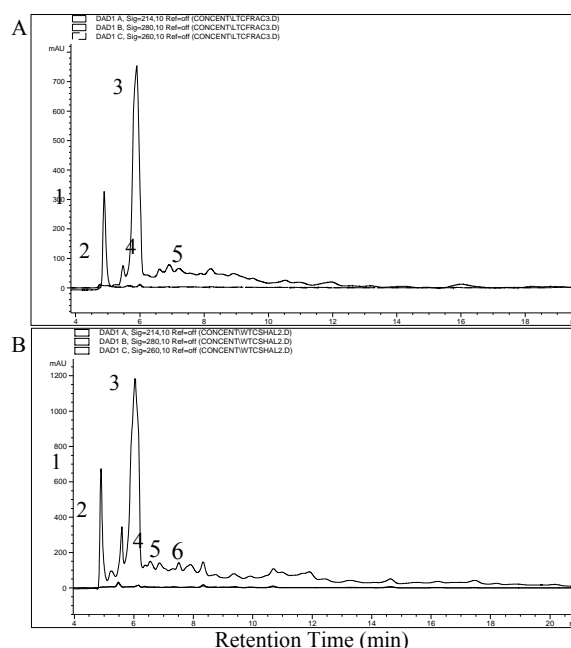 A
DAD1 A, Sig=214,10 Ref=off (CONCENT\LTCFRAC3.D)
DAD1 B, Sig=280,10 Ref=off (CONCENT\LTCFRAC3.D)
DAD1 C, Sig=260,10 Ref=off (CONCENT\LTCFRAC3.D)
mAU
700
3
600
500
400
1
300
200
2
4
5
100
0
4 6 8 10 12 14 16 18
B
DAD1 A, Sig=214,10 Ref=off (CONCENT\WTCSHAL2.D)
DAD1 B, Sig=280,10 Ref=off (CONCENT\WTCSHAL2.D)
DAD1 C, Sig=260,10 Ref=off (CONCENT\WTCSHAL2.D)
mAU
1200
3
1000
800
1
600
2
400
4 5 6
200
0
4 6 8 10 12 14 16 18 20
Retention Time (min)